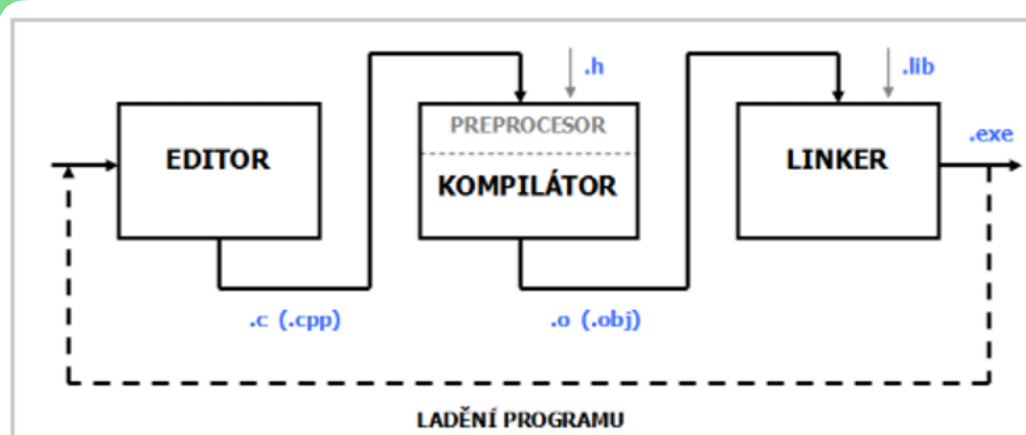 .h
.lib
PREPROCESOR
.exe
EDITOR
LINKER
KOMPILÁTOR
.c (.cpp)
.o (.obj)
LADĚNÍ PROGRAMU